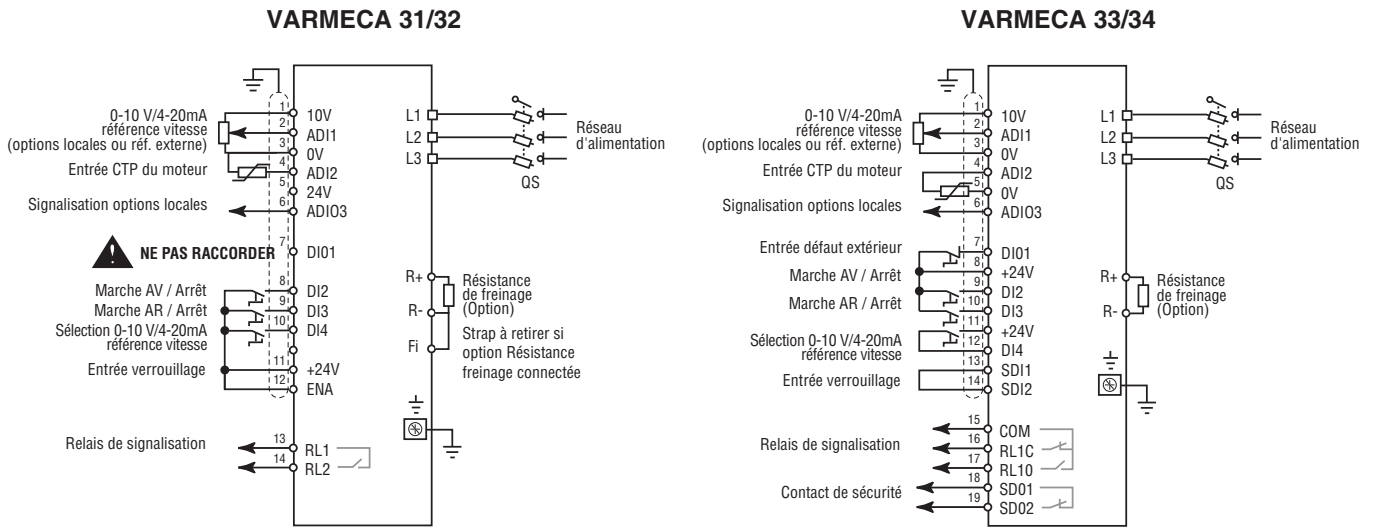 VARMECA 31/32
0-10 V/4-20mA
référence vitesse
(options locales ou réf. externe)
Entrée CTP du moteur
Signalisation options locales
NE PAS RACCORDER
Marche AV / Arrêt
Marche AR / Arrêt
Sélection 0-10 V/4-20mA
référence vitesse
Entrée verrouillage
Relais de signalisation
1 10V
2 ADI1
3 0V
4 ADI2
5 24V
6 ADIO3
7 DI01
8 DI2
9 DI3
10 DI4
11 +24V
12 ENA
13 RL1
14 RL2
L1
L2
L3
QS
Réseau
d'alimentation
R+
R-
Fi
Résistance
de freinage
(Option)
Strap à retirer si
option Résistance
freinage connectée
VARMECA 33/34
0-10 V/4-20mA
référence vitesse
(options locales ou réf. externe)
Entrée CTP du moteur
Signalisation options locales
Entrée défaut extérieur
Marche AV / Arrêt
Marche AR / Arrêt
Sélection 0-10 V/4-20mA
référence vitesse
Entrée verrouillage
Relais de signalisation
Contact de sécurité
1 10V
2 ADI1
3 0V
4 ADI2
5 0V
6 ADIO3
7 DI01
8 +24V
9 DI2
10 DI3
11 +24V
12 DI4
13 SDI1
14 SDI2
15 COM
16 RL1C
17 RL10
18 SD01
19 SD02
L1
L2
L3
QS
Réseau
d'alimentation
R+
R-
Résistance
de freinage
(Option)